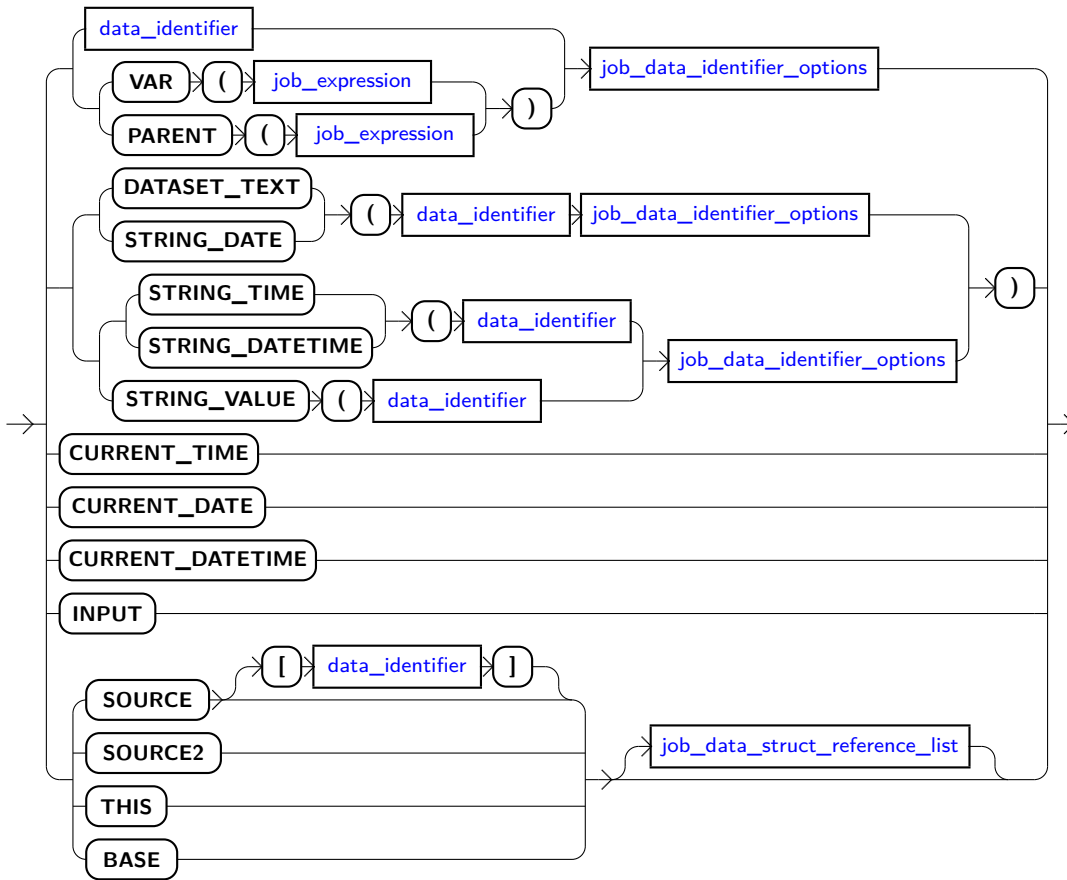 data_identifier
job_data_identifier_options
VAR ( job_expression
)
PARENT ( job_expression
DATASET_TEXT
( data_identifier job_data_identifier_options
STRING_DATE
STRING_TIME
)
( data_identifier
STRING_DATETIME
job_data_identifier_options
STRING_VALUE ( data_identifier
CURRENT_TIME
CURRENT_DATE
CURRENT_DATETIME
INPUT
[ data_identifier ]
SOURCE
SOURCE2
job_data_struct_reference_list
THIS
BASE